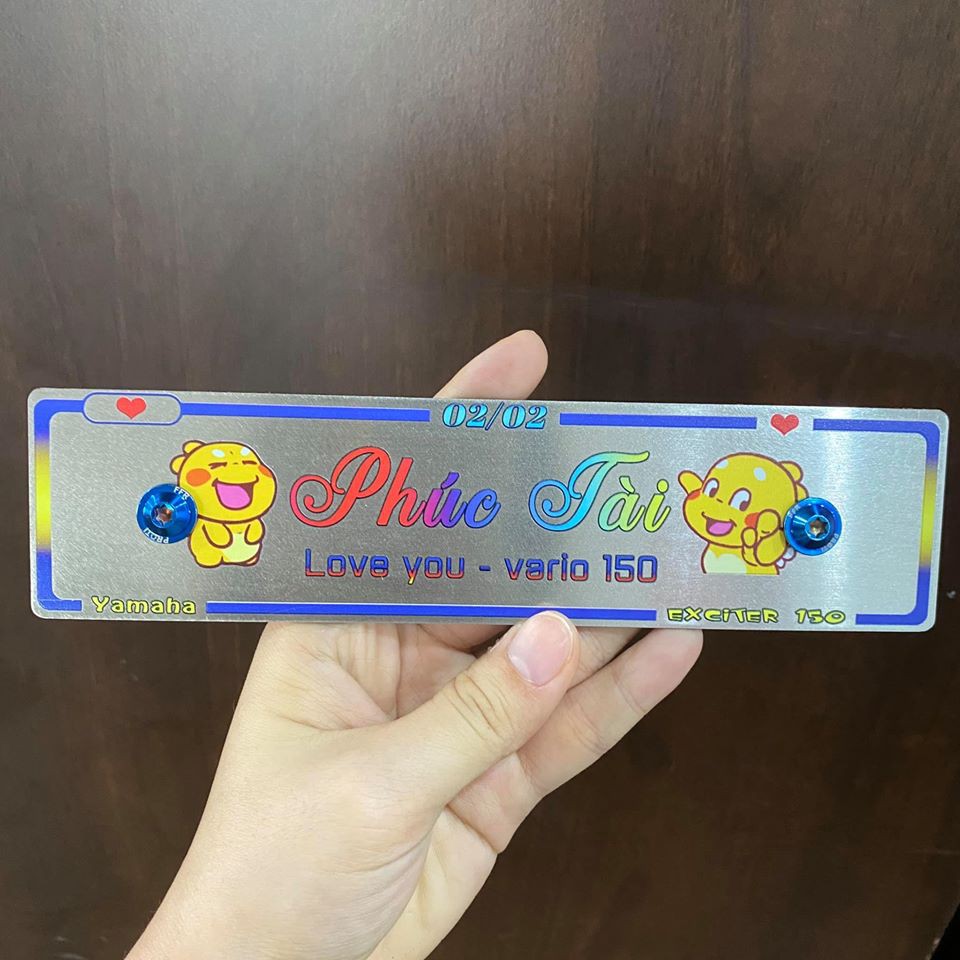 02/02
Phúc Tài
Love you - vario 150
Yamaha
EXCiTER 150